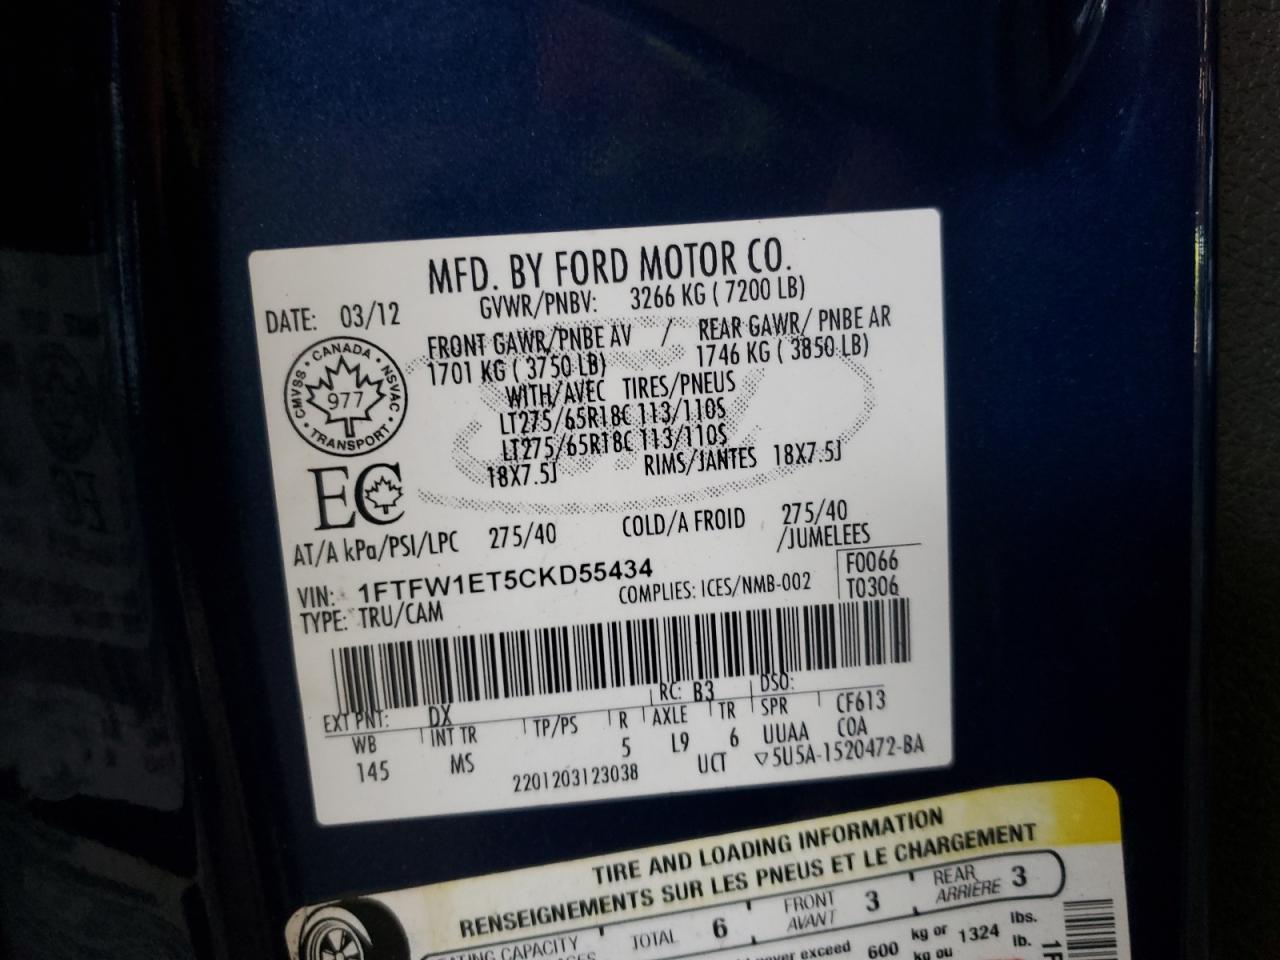 MFD. BY FORD MOTOR CO.
DATE: 03/12
GVWR/PNBV: 3266 KG ( 7200 LB)
FRONT GAWR/PNBE AV / REAR GAWR/ PNBE AR
1701 KG ( 3750 LB) 1746 KG ( 3850 LB)
WITH/AVEC TIRES/PNEUS
LT275/65R18C 113/110S
LT275/65R18C 113/110S
18X7.5J RIMS/JANTES 18X7.5J
CANADA
CMVSS NSVAC
977
TRANSPORT
EC
AT/A kPa/PSI/LPC 275/40 COLD/A FROID 275/40
/JUMELEES
VIN: 1FTFW1ET5CKD55434
TYPE: TRU/CAM COMPLIES: ICES/NMB-002
F0066
T0306
EXT PNT: DX RC: B3 DSO:
WB INT TR TP/PS R AXLE TR SPR CF613
145 MS 5 L9 6 UUAA COA
2201203123038 UCT ▽5U5A-1520472-BA
TIRE AND LOADING INFORMATION
RENSEIGNEMENTS SUR LES PNEUS ET LE CHARGEMENT
CAPACITY TOTAL 6 FRONT AVANT 3 REAR ARRIÈRE 3
exceed 600 kg or 1324 lbs.
kg ou lb.